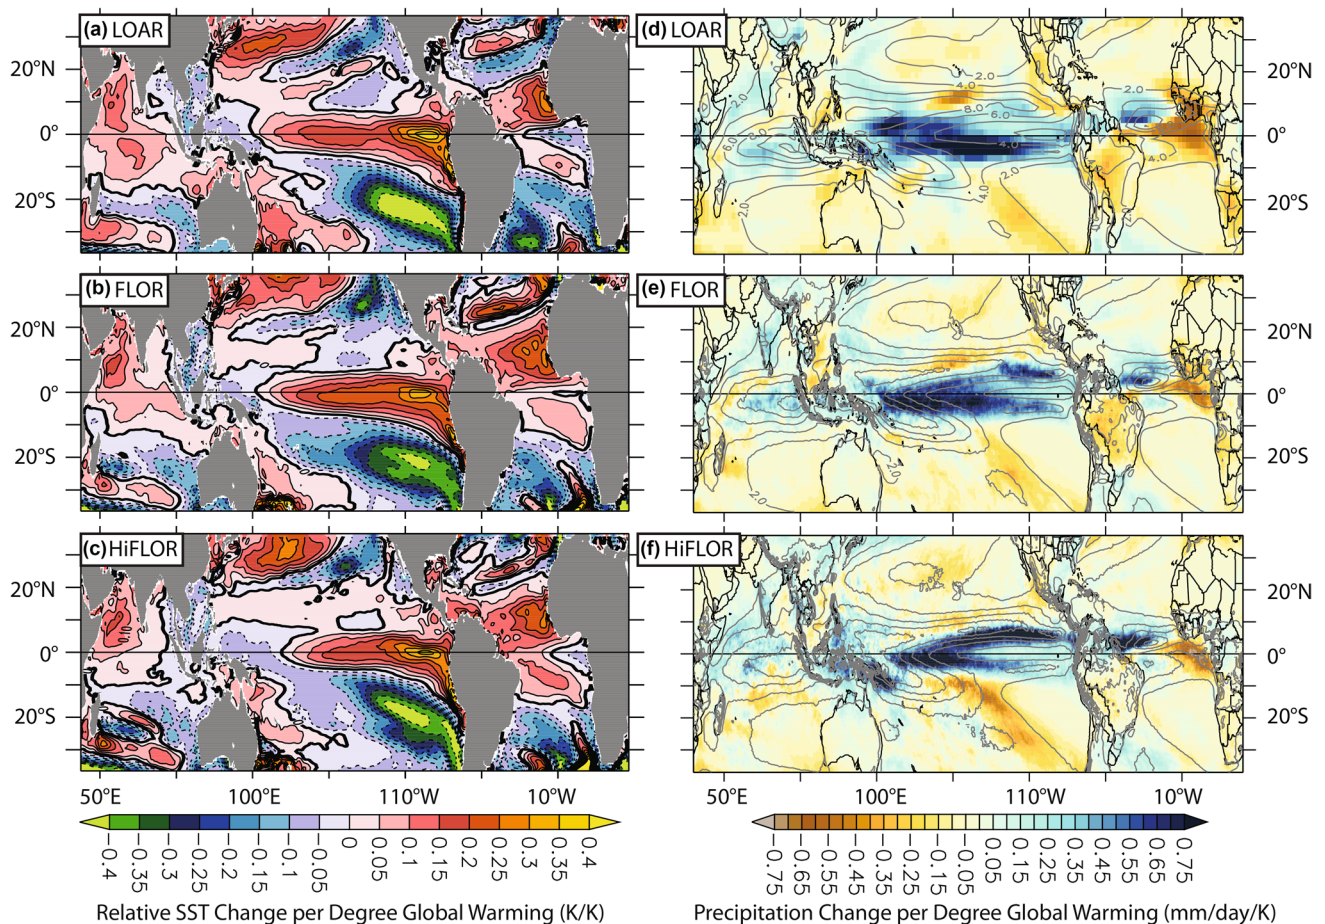 (a) LOAR
(d) LOAR
20°N
0°
20°S
2.0
4.0
8.0
6.0
2.0
2.0
6.0
4.0
4.0
2.0
2.0
20°N
0°
20°S
(b) FLOR
(e) FLOR
20°N
0°
20°S
2.0
2.0
20°N
0°
20°S
(c) HiFLOR
(f) HiFLOR
20°N
0°
20°S
20°N
0°
20°S
50°E
100°E
110°W
10°W
50°E
100°E
110°W
10°W
-0.4
0.35
-0.3
0.25
-0.2
0.15
-0.1
-0.05
0
0.05
0.1
0.15
0.2
0.25
0.3
0.35
0.4
-0.75
-0.65
-0.55
-0.45
-0.35
-0.25
-0.15
-0.05
0.05
0.15
0.25
0.35
0.45
0.55
0.65
0.75
Relative SST Change per Degree Global Warming (K/K)
Precipitation Change per Degree Global Warming (mm/day/K)